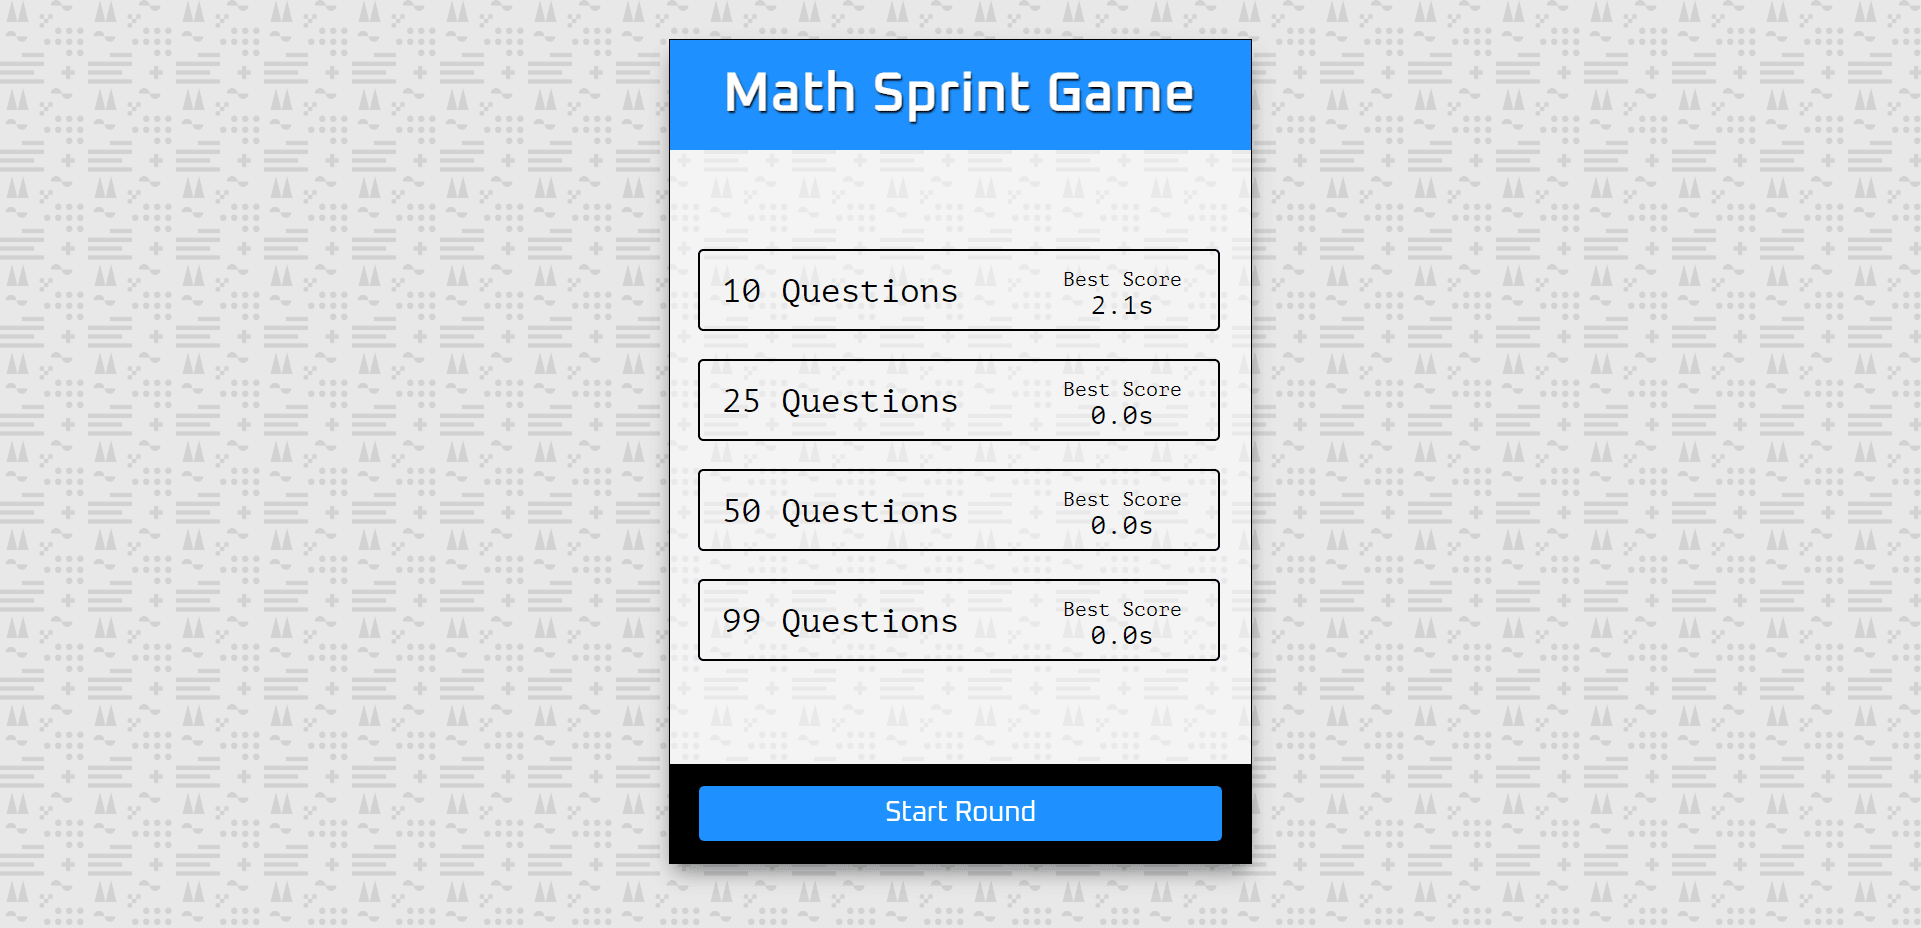 Math Sprint Game
10 Questions
Best Score
2.1s
25 Questions
Best Score
0.0s
50 Questions
Best Score
0.0s
99 Questions
Best Score
0.0s
Start Round